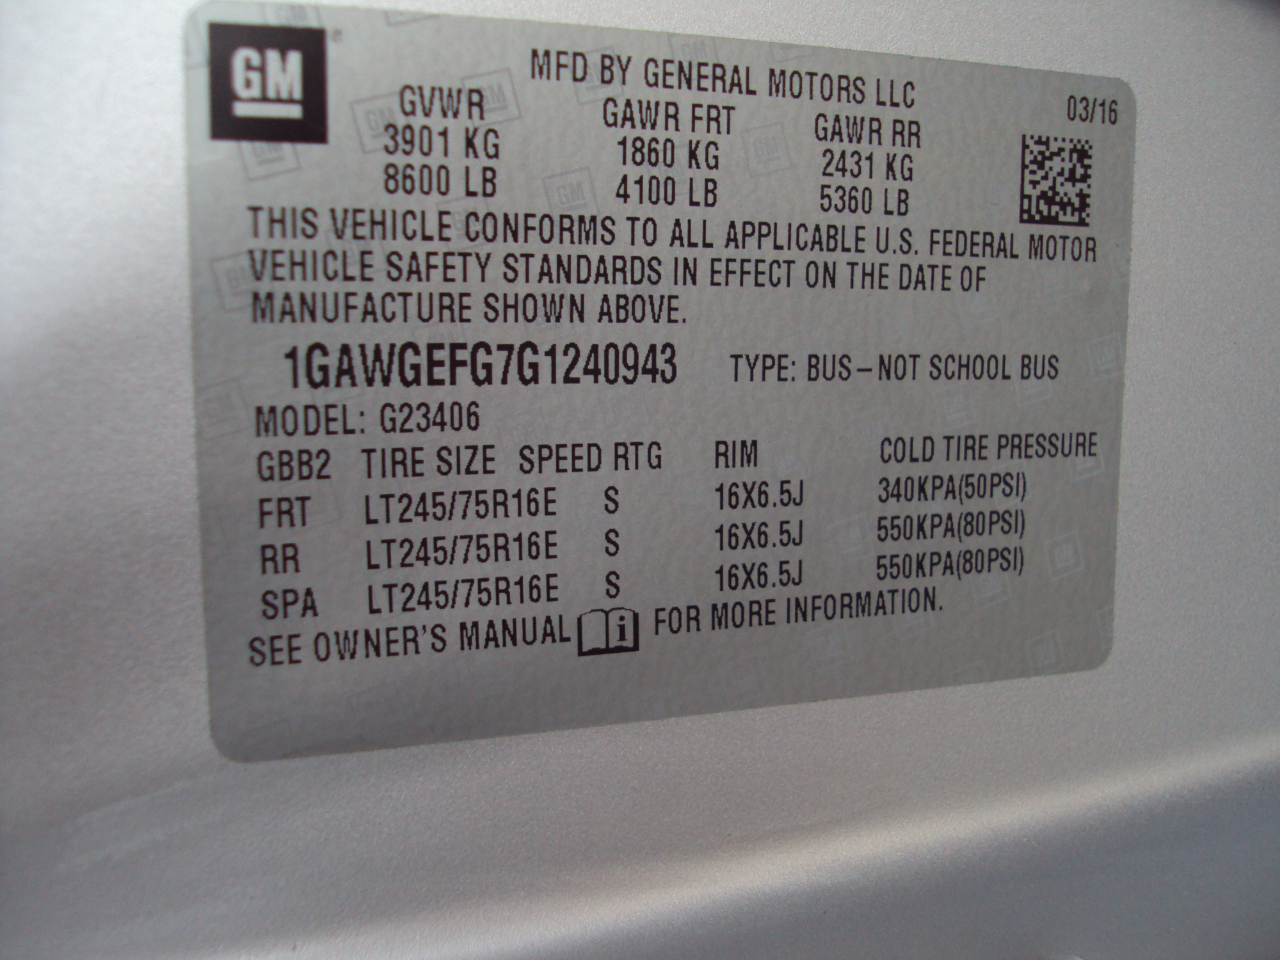 GM
MFD BY GENERAL MOTORS LLC
03/16
GVWR GAWR FRT GAWR RR
3901 KG 1860 KG 2431 KG
8600 LB 4100 LB 5360 LB
THIS VEHICLE CONFORMS TO ALL APPLICABLE U.S. FEDERAL MOTOR
VEHICLE SAFETY STANDARDS IN EFFECT ON THE DATE OF
MANUFACTURE SHOWN ABOVE.
1GAWGEFG7G1240943 TYPE: BUS–NOT SCHOOL BUS
MODEL: G23406
GBB2 TIRE SIZE SPEED RTG RIM COLD TIRE PRESSURE
FRT LT245/75R16E S 16X6.5J 340KPA(50PSI)
RR LT245/75R16E S 16X6.5J 550KPA(80PSI)
SPA LT245/75R16E S 16X6.5J 550KPA(80PSI)
SEE OWNER'S MANUAL i FOR MORE INFORMATION.